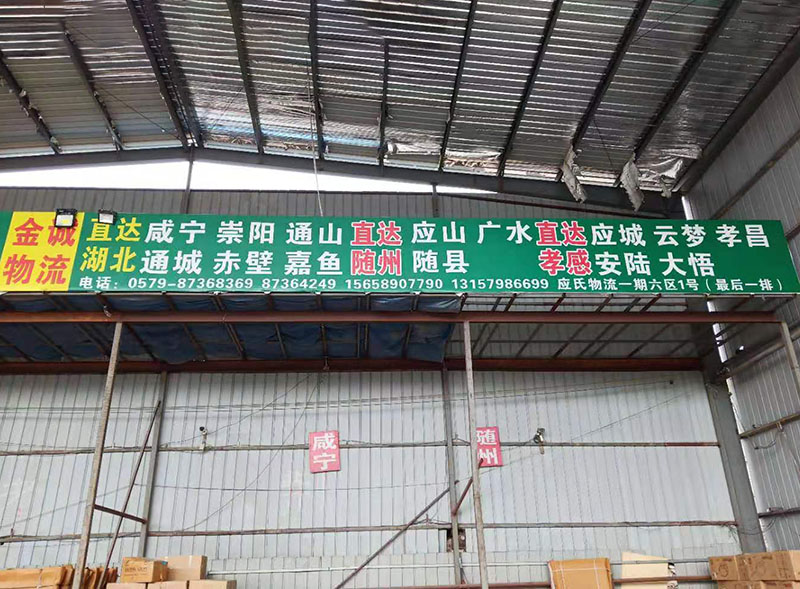 金诚
物流
直达
湖北
咸宁 崇阳 通山
通城 赤壁 嘉鱼
直达
随州
应山 广水
随县
直达
孝感
应城 云梦 孝昌
安陆 大悟
电话：0579-87368369 87364249 15658907790 13157986699 应氏物流一期六区1号（最后一排）
咸宁
随州